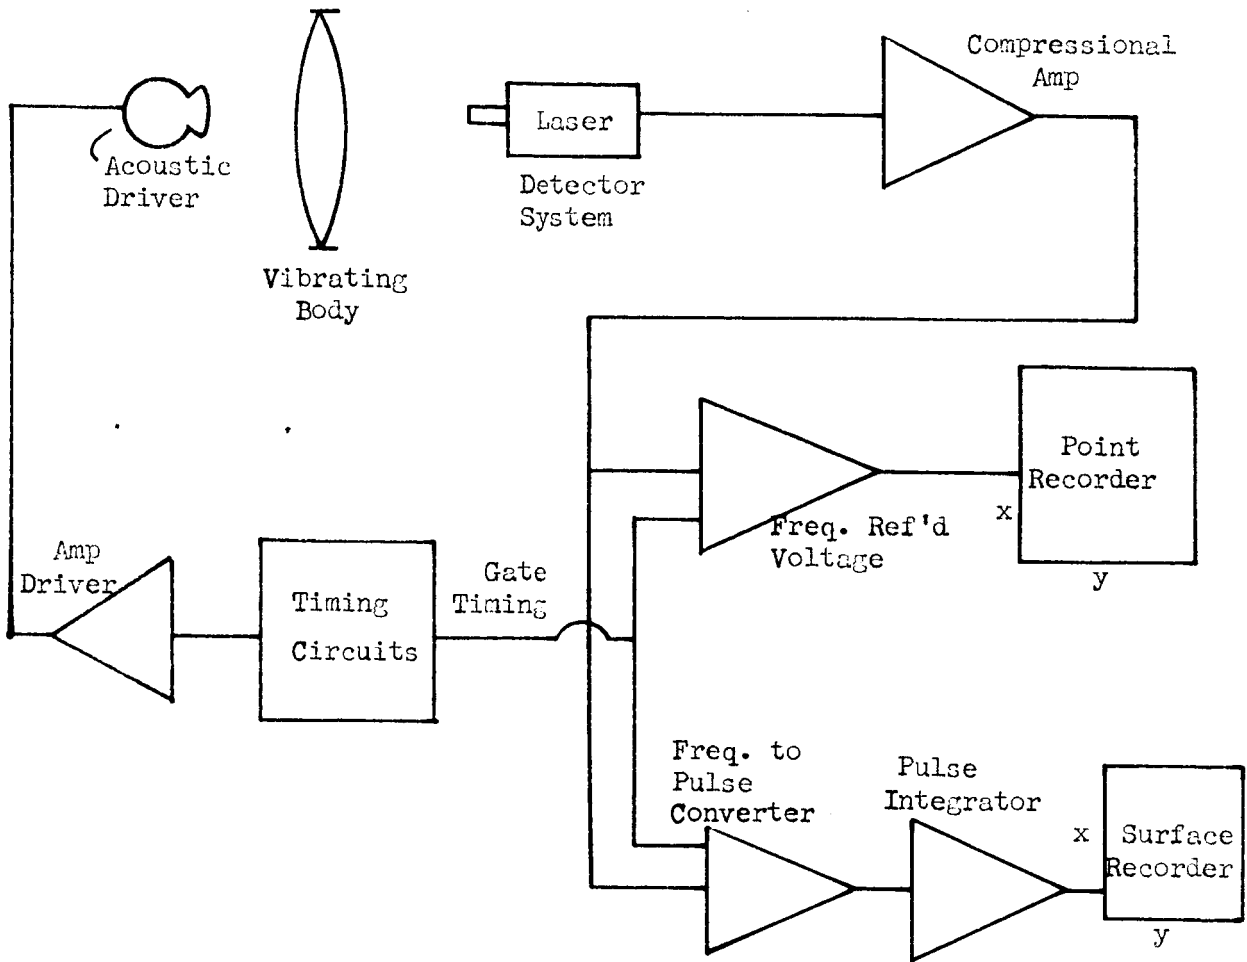 Compressional
Amp
Laser
Acoustic
Driver
Detector
System
Vibrating
Body
Point
Recorder
x
y
Freq. Ref'd
Voltage
Amp
Driver
Timing
Circuits
Gate
Timing
Freq. to
Pulse
Converter
Pulse
Integrator
x
Surface
Recorder
y